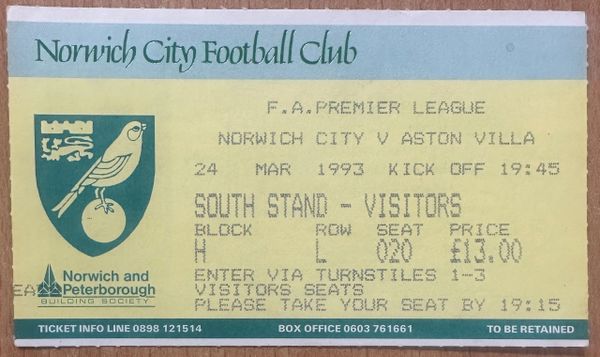 Norwich City Football Club
F.A.PREMIER LEAGUE
NORWICH CITY V ASTON VILLA
24 MAR 1993 KICK OFF 19:45
SOUTH STAND - VISITORS
BLOCK ROW SEAT PRICE
H L 020 £13.00
ENTER VIA TURNSTILES 1-3
VISITORS SEATS
PLEASE TAKE YOUR SEAT BY 19:15
Norwich and
Peterborough
BUILDING SOCIETY
TICKET INFO LINE 0898 121514 BOX OFFICE 0603 761661 TO BE RETAINED